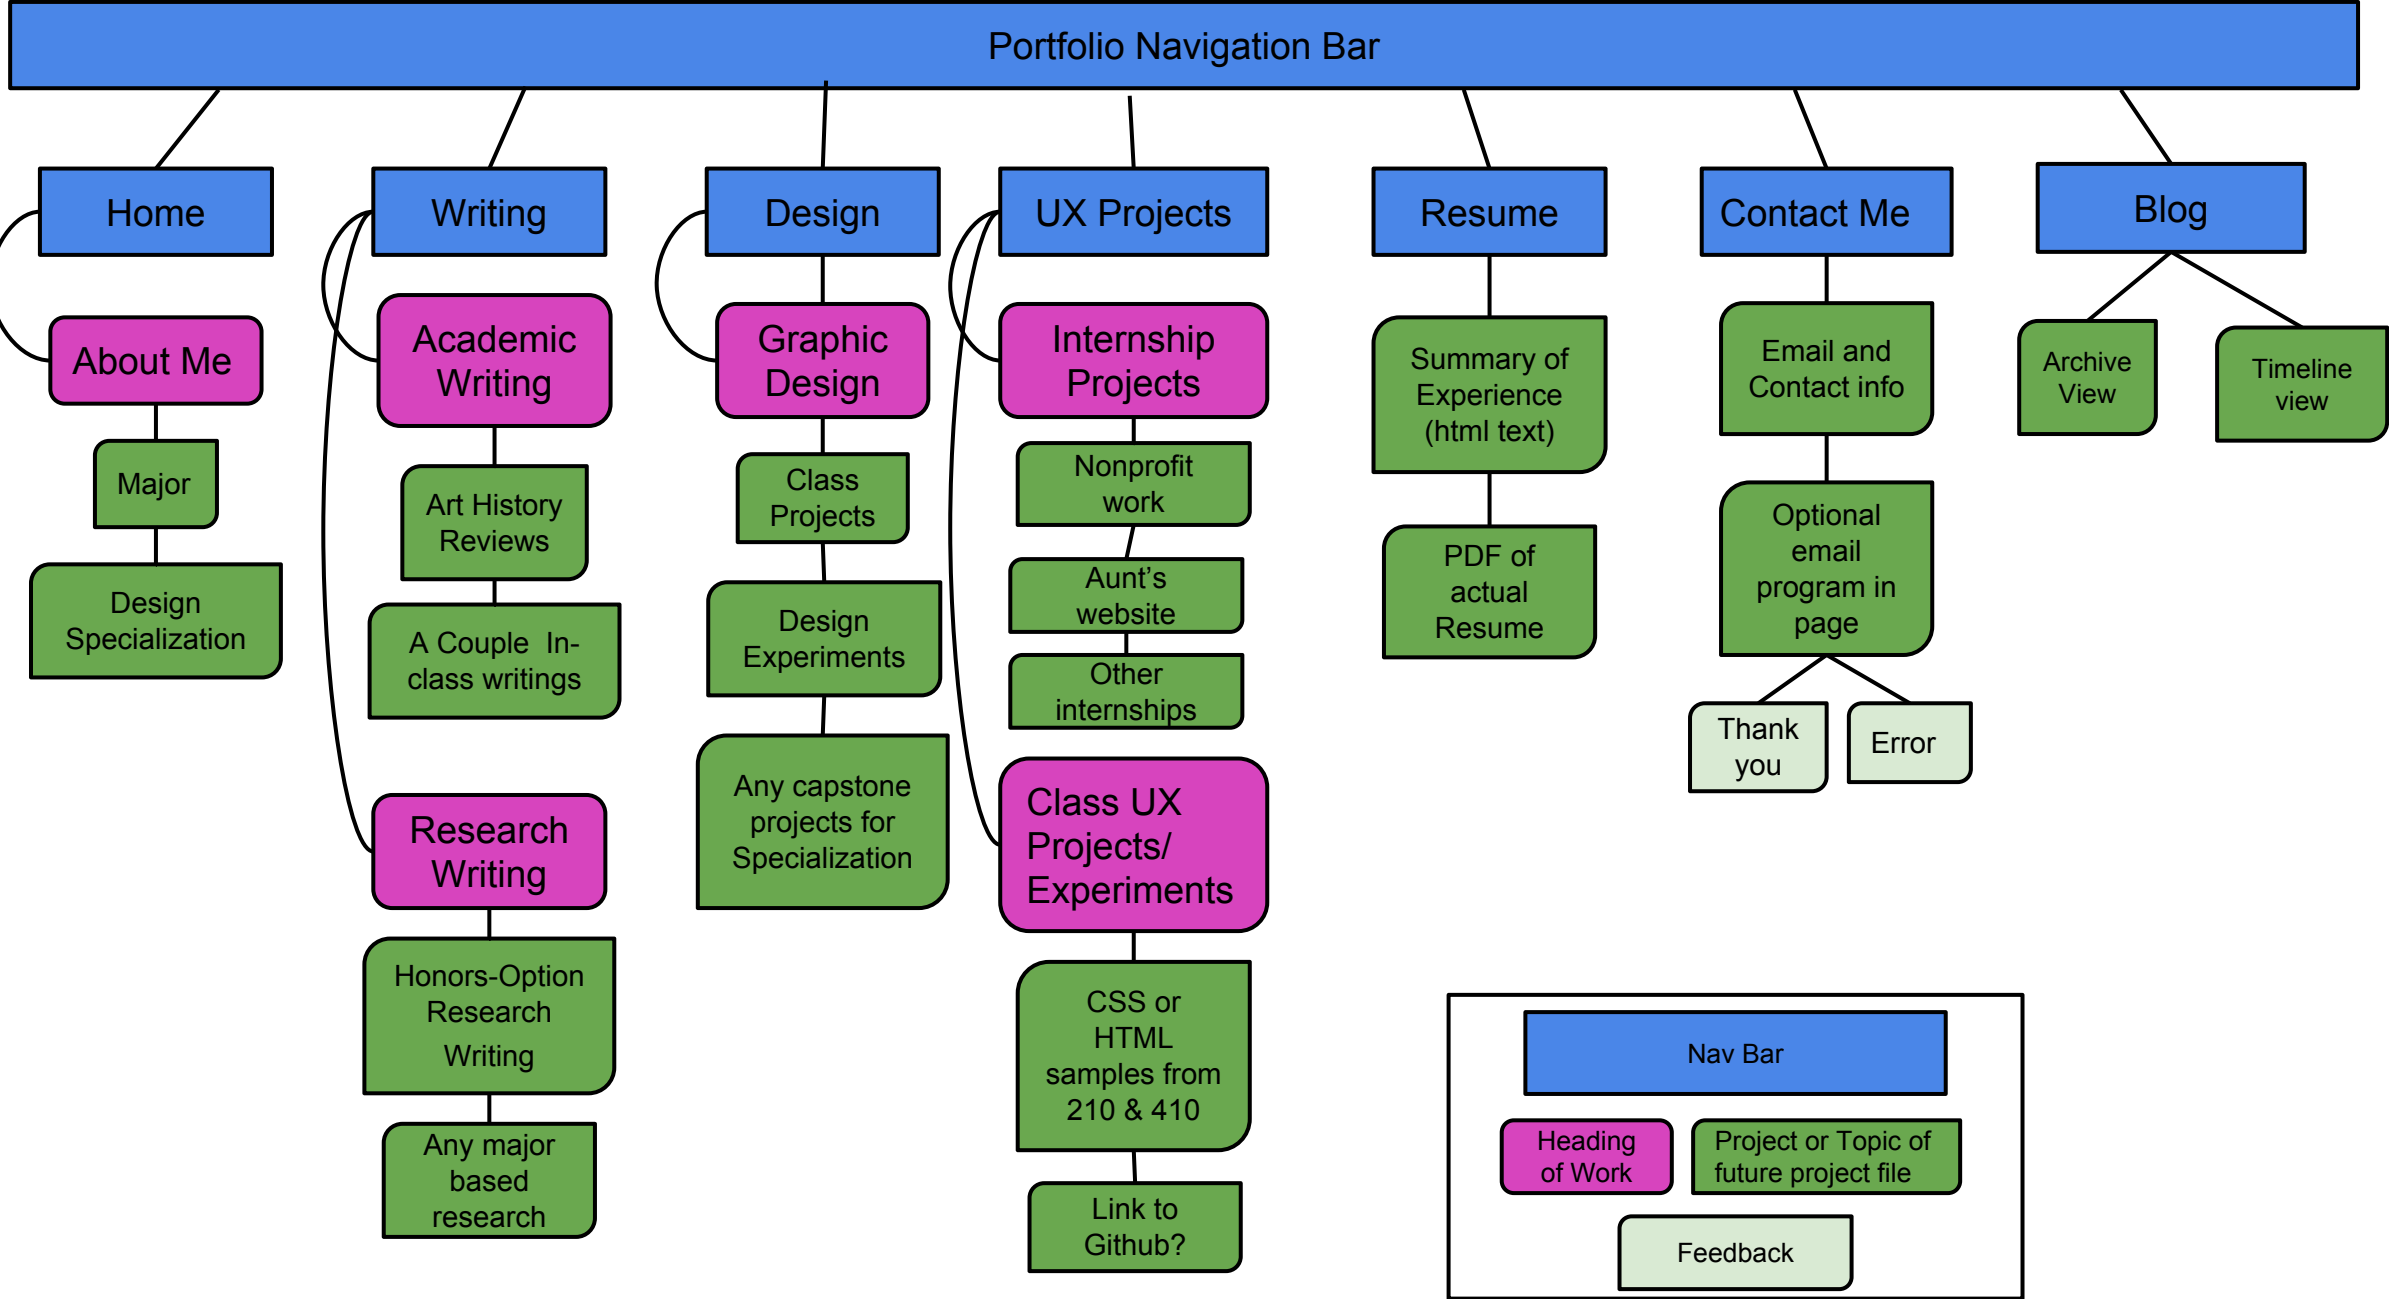 Portfolio Navigation Bar
Home
Writing
Design
UX Projects
Resume
Contact Me
Blog
About Me
Major
Design
Specialization
Academic
Writing
Art History
Reviews
A Couple  In-
class writings
Research
Writing
Honors-Option
Research
Writing
Any major
based
research
Graphic
Design
Class
Projects
Design
Experiments
Any capstone
projects for
Specialization
Internship
Projects
Nonprofit
work
Aunt’s
website
Other
internships
Class UX
Projects/
Experiments
CSS or
HTML
samples from
210 & 410
Link to
Github?
Summary of
Experience
(html text)
PDF of
actual
Resume
Email and
Contact info
Optional
email
program in
page
Thank
you
Error
Archive
View
Timeline
view
Nav Bar
Heading
of Work
Project or Topic of
future project file
Feedback